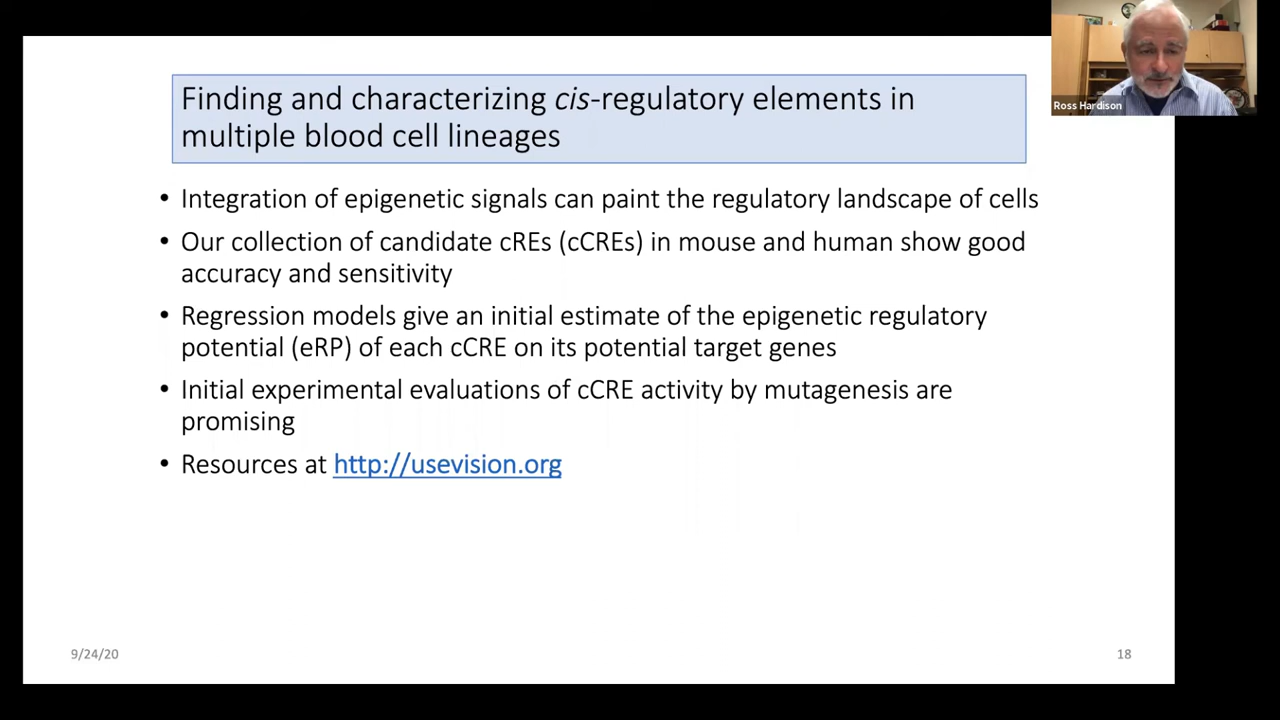 Ross Hardison
Finding and characterizing cis-regulatory elements in
multiple blood cell lineages
• Integration of epigenetic signals can paint the regulatory landscape of cells
• Our collection of candidate cREs (cCREs) in mouse and human show good
accuracy and sensitivity
• Regression models give an initial estimate of the epigenetic regulatory
potential (eRP) of each cCRE on its potential target genes
• Initial experimental evaluations of cCRE activity by mutagenesis are
promising
• Resources at http://usevision.org
9/24/20
18